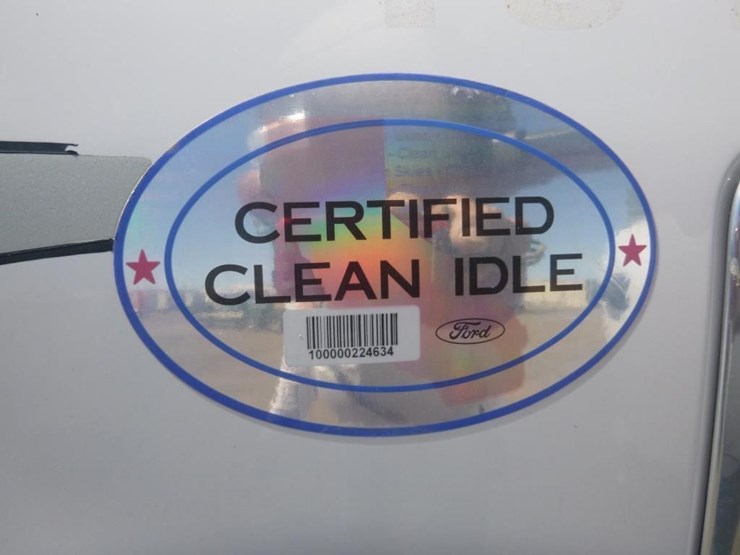 CERTIFIED
CLEAN IDLE
100000224634
Ford